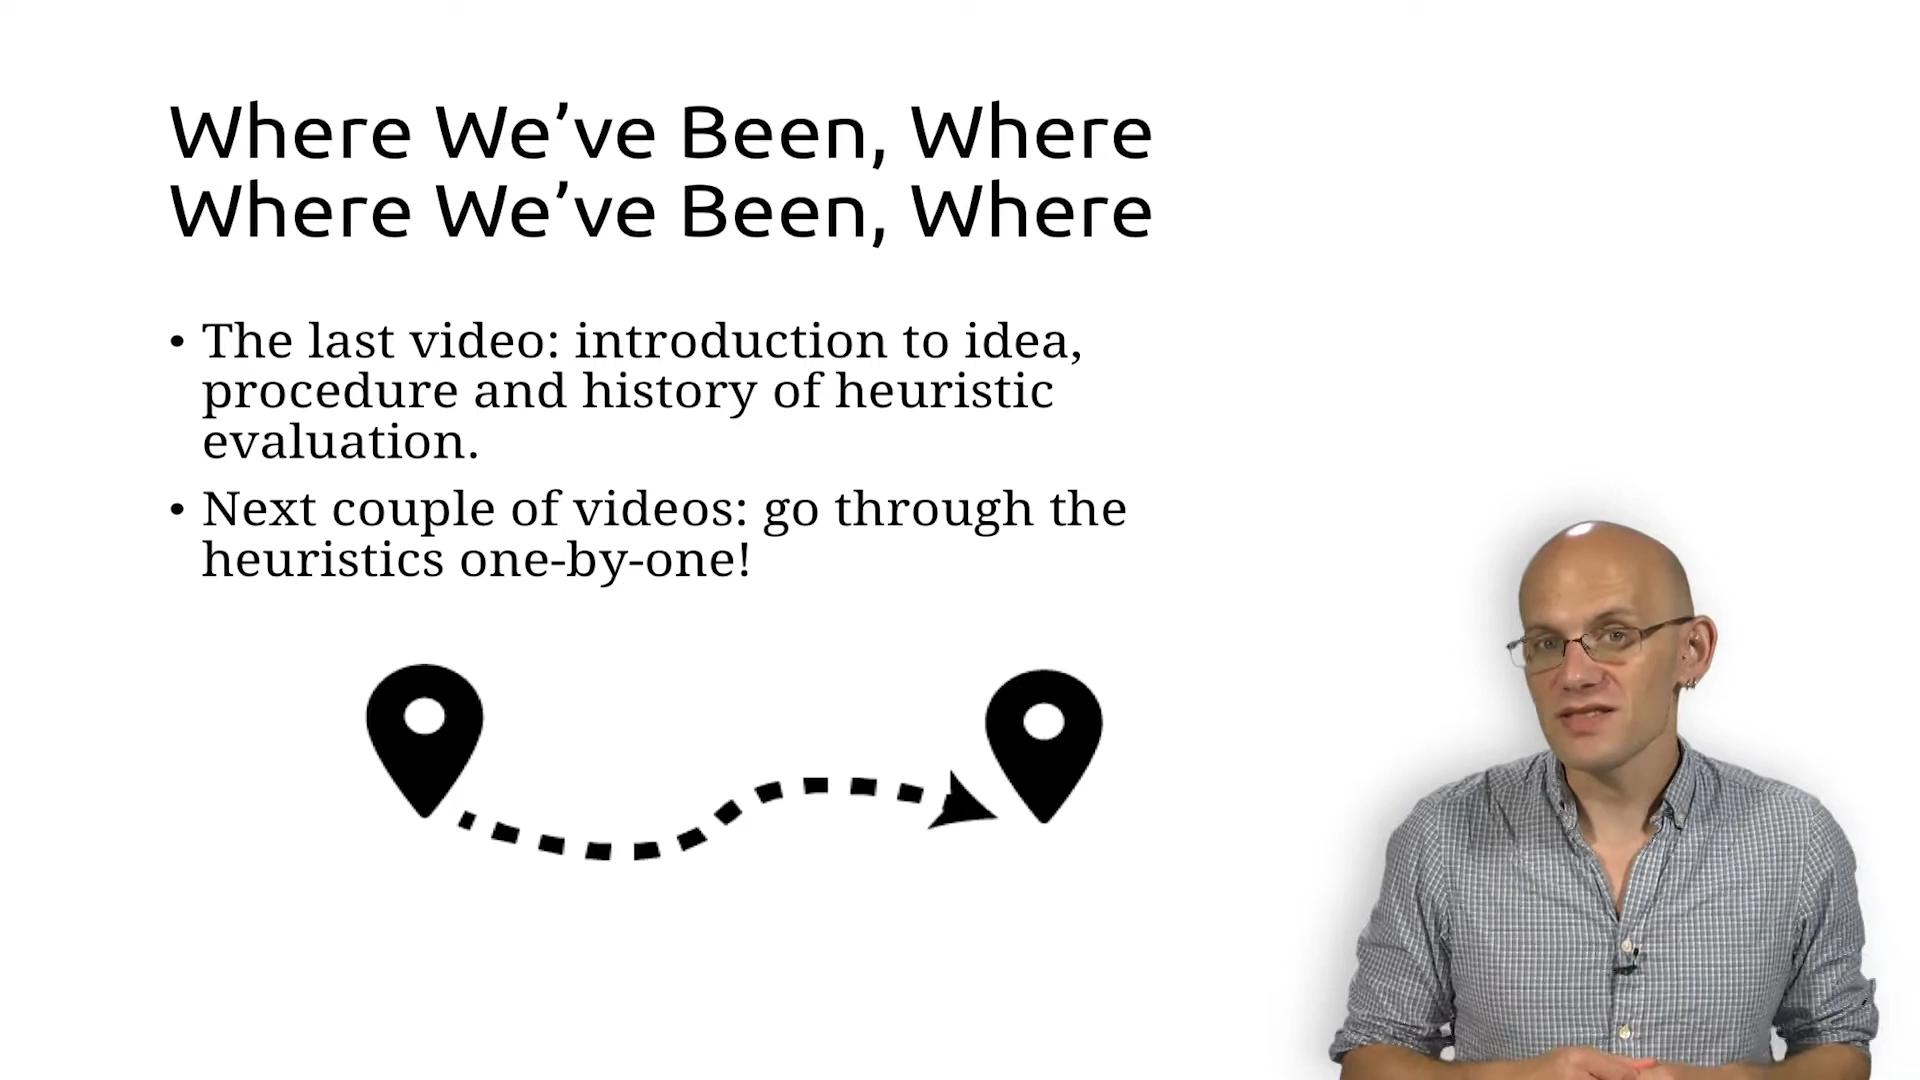 Where We’ve Been, Where
Where We’ve Been, Where
• The last video: introduction to idea,
procedure and history of heuristic
evaluation.
• Next couple of videos: go through the
heuristics one-by-one!